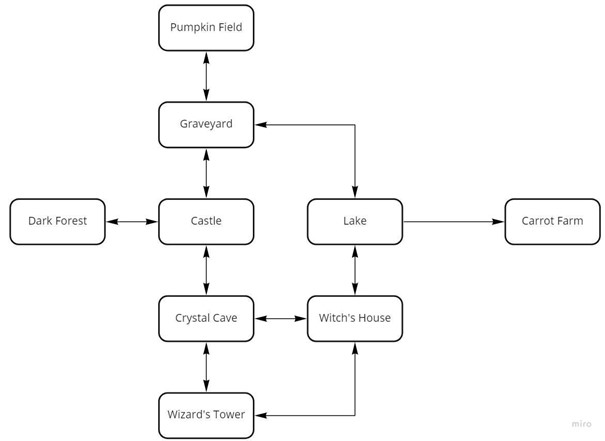 Pumpkin Field
Graveyard
Dark Forest
Castle
Lake
Carrot Farm
Crystal Cave
Witch's House
Wizard's Tower
miro